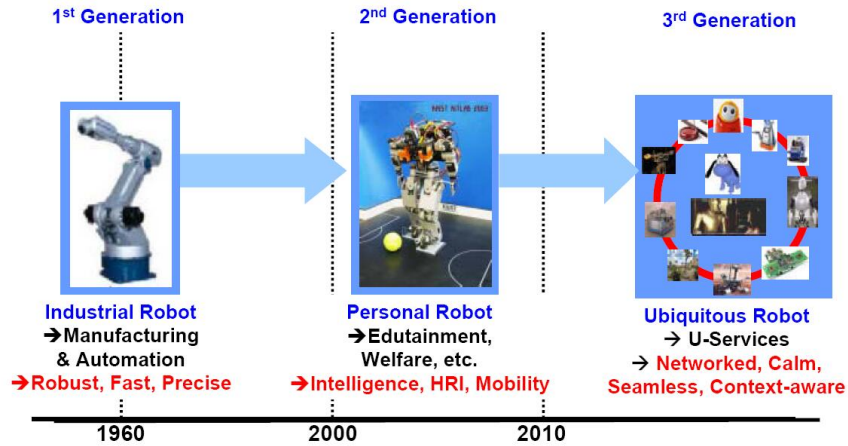 1st Generation
2nd Generation
3rd Generation
Industrial Robot
➔Manufacturing
& Automation
➔Robust, Fast, Precise
Personal Robot
➔Edutainment,
Welfare, etc.
➔Intelligence, HRI, Mobility
Ubiquitous Robot
→ U-Services
→ Networked, Calm,
Seamless, Context-aware
1960
2000
2010